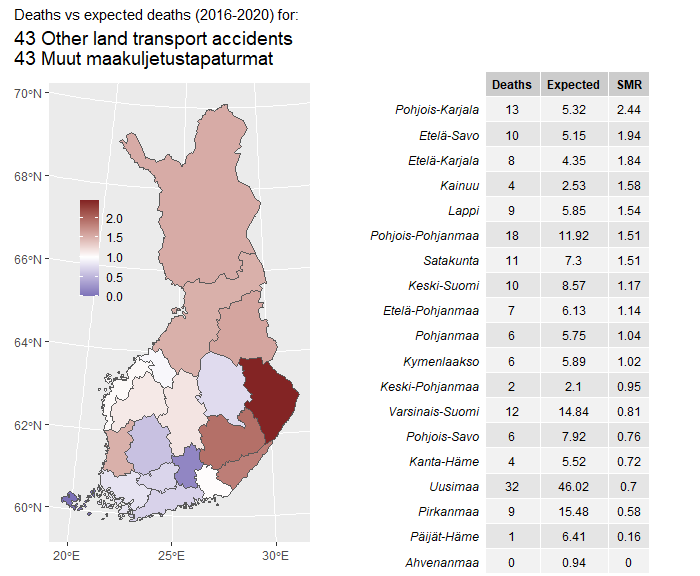 Deaths vs expected deaths (2016-2020) for:
43 Other land transport accidents
43 Muut maakuljetustapaturmat
70°N
68°N
66°N
64°N
62°N
60°N
20°E 25°E 30°E
2.0
1.5
1.0
0.5
0.0
Deaths Expected SMR
Pohjois-Karjala 13 5.32 2.44
Etelä-Savo 10 5.15 1.94
Etelä-Karjala 8 4.35 1.84
Kainuu 4 2.53 1.58
Lappi 9 5.85 1.54
Pohjois-Pohjanmaa 18 11.92 1.51
Satakunta 11 7.3 1.51
Keski-Suomi 10 8.57 1.17
Etelä-Pohjanmaa 7 6.13 1.14
Pohjanmaa 6 5.75 1.04
Kymenlaakso 6 5.89 1.02
Keski-Pohjanmaa 2 2.1 0.95
Varsinais-Suomi 12 14.84 0.81
Pohjois-Savo 6 7.92 0.76
Kanta-Häme 4 5.52 0.72
Uusimaa 32 46.02 0.7
Pirkanmaa 9 15.48 0.58
Päijät-Häme 1 6.41 0.16
Ahvenanmaa 0 0.94 0